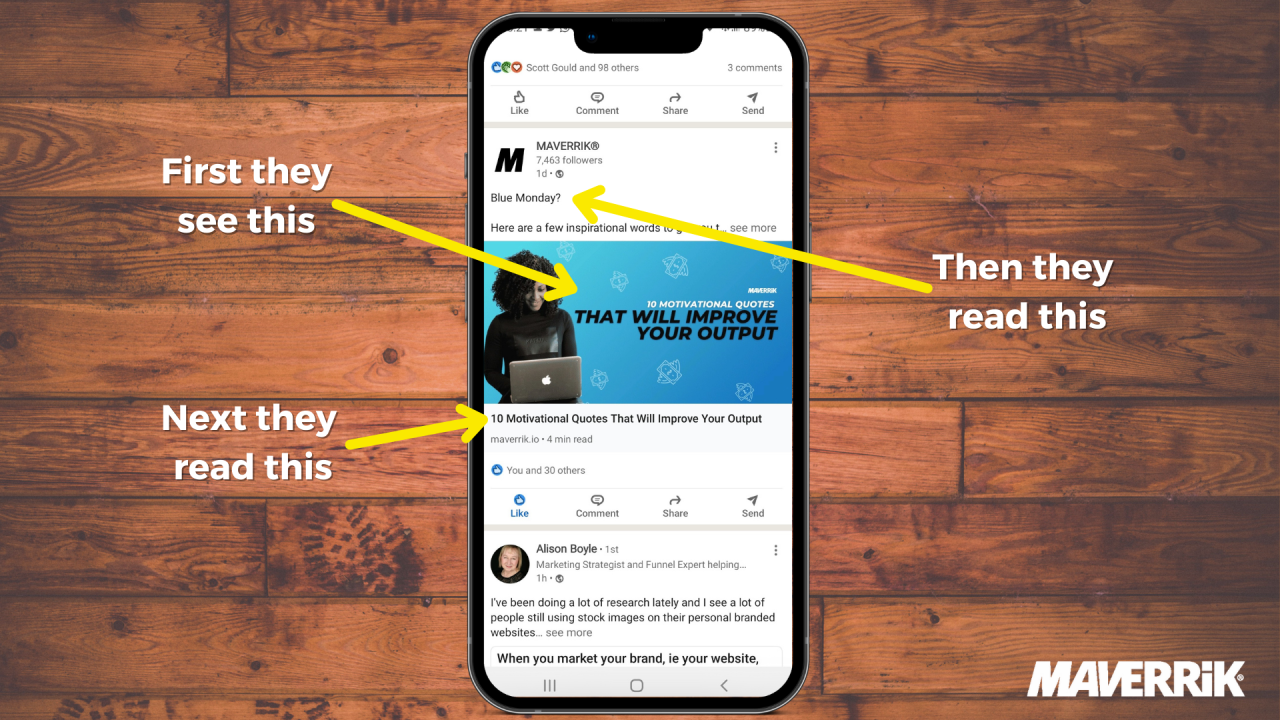 Scott Gould and 98 others
3 comments
Like
Comment
Share
Send
MAVERRIK®
7,463 followers
1d •
Blue Monday?
Here are a few inspirational words to see more
MAVERRiK
10 MOTIVATIONAL QUOTES
THAT WILL IMPROVE
YOUR OUTPUT
10 Motivational Quotes That Will Improve Your Output
maverrik.io • 4 min read
You and 30 others
Like
Comment
Share
Send
Alison Boyle • 1st
Marketing Strategist and Funnel Expert helping...
1h •
I've been doing a lot of research lately and I see a lot of
people still using stock images on their personal branded
websites... see more
When you market your brand, ie your website,
First they
see this
Then they
read this
Next they
read this
MAVERRiK®